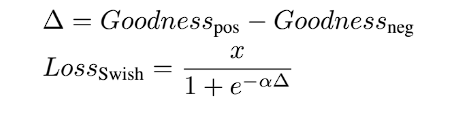 Δ = Goodness_pos − Goodness_neg
Loss_Swish = x / (1 + e^{−αΔ})